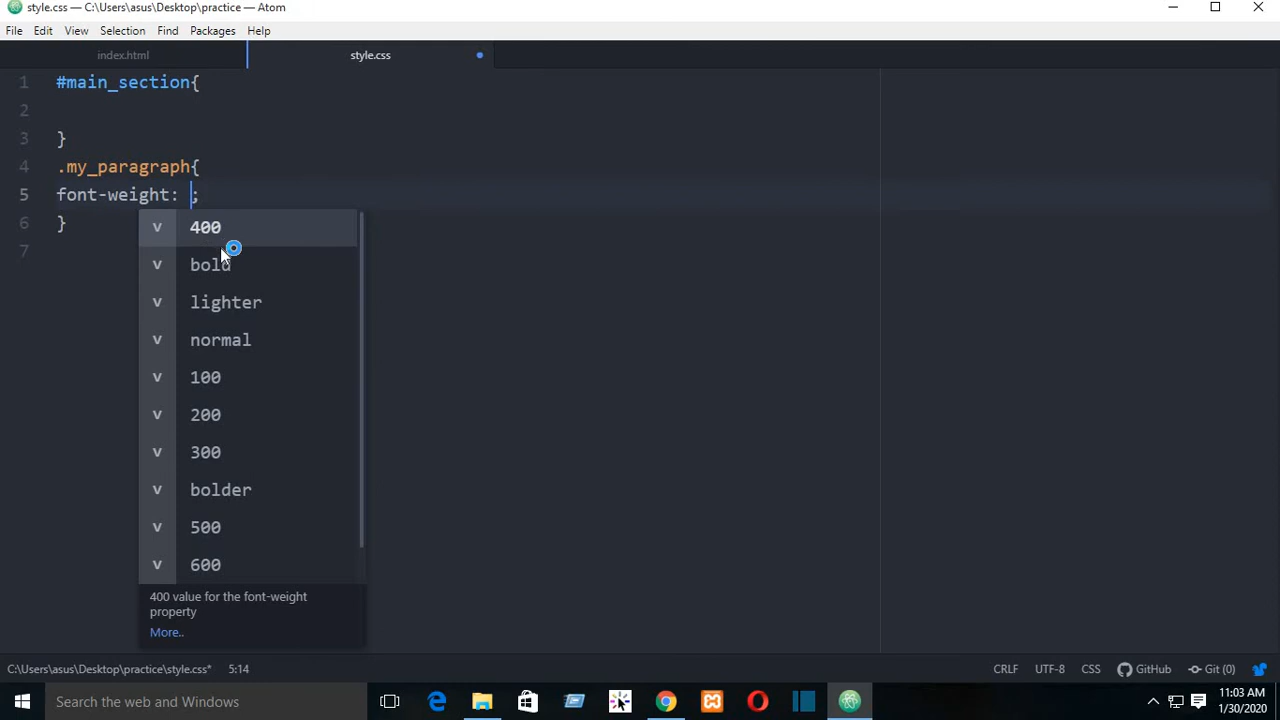 style.css — C:\Users\asus\Desktop\practice — Atom
File Edit View Selection Find Packages Help
index.html style.css
1 #main_section{
2
3 }
4 .my_paragraph{
5 font-weight: ;
6 }
7
v 400
v bold
v lighter
v normal
v 100
v 200
v 300
v bolder
v 500
v 600
400 value for the font-weight
property
More..
C:\Users\asus\Desktop\practice\style.css* 5:14 CRLF UTF-8 CSS GitHub Git (0)
Search the web and Windows
11:03 AM
1/30/2020